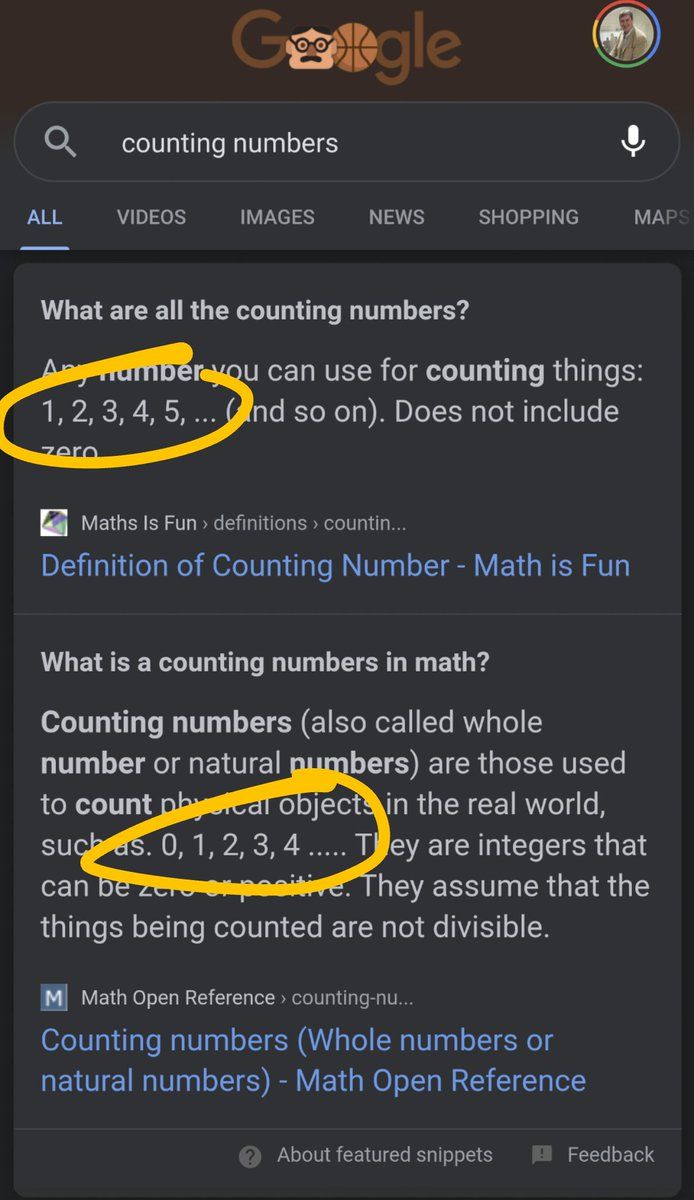 Google
counting numbers
ALL VIDEOS IMAGES NEWS SHOPPING MAPS
What are all the counting numbers?
Any number you can use for counting things:
1, 2, 3, 4, 5, ... (and so on). Does not include
zero
Maths Is Fun › definitions › countin...
Definition of Counting Number - Math is Fun
What is a counting numbers in math?
Counting numbers (also called whole
number or natural numbers) are those used
to count physical objects in the real world,
such as. 0, 1, 2, 3, 4 ..... They are integers that
can be zero or positive. They assume that the
things being counted are not divisible.
M Math Open Reference › counting-nu...
Counting numbers (Whole numbers or
natural numbers) - Math Open Reference
About featured snippets Feedback